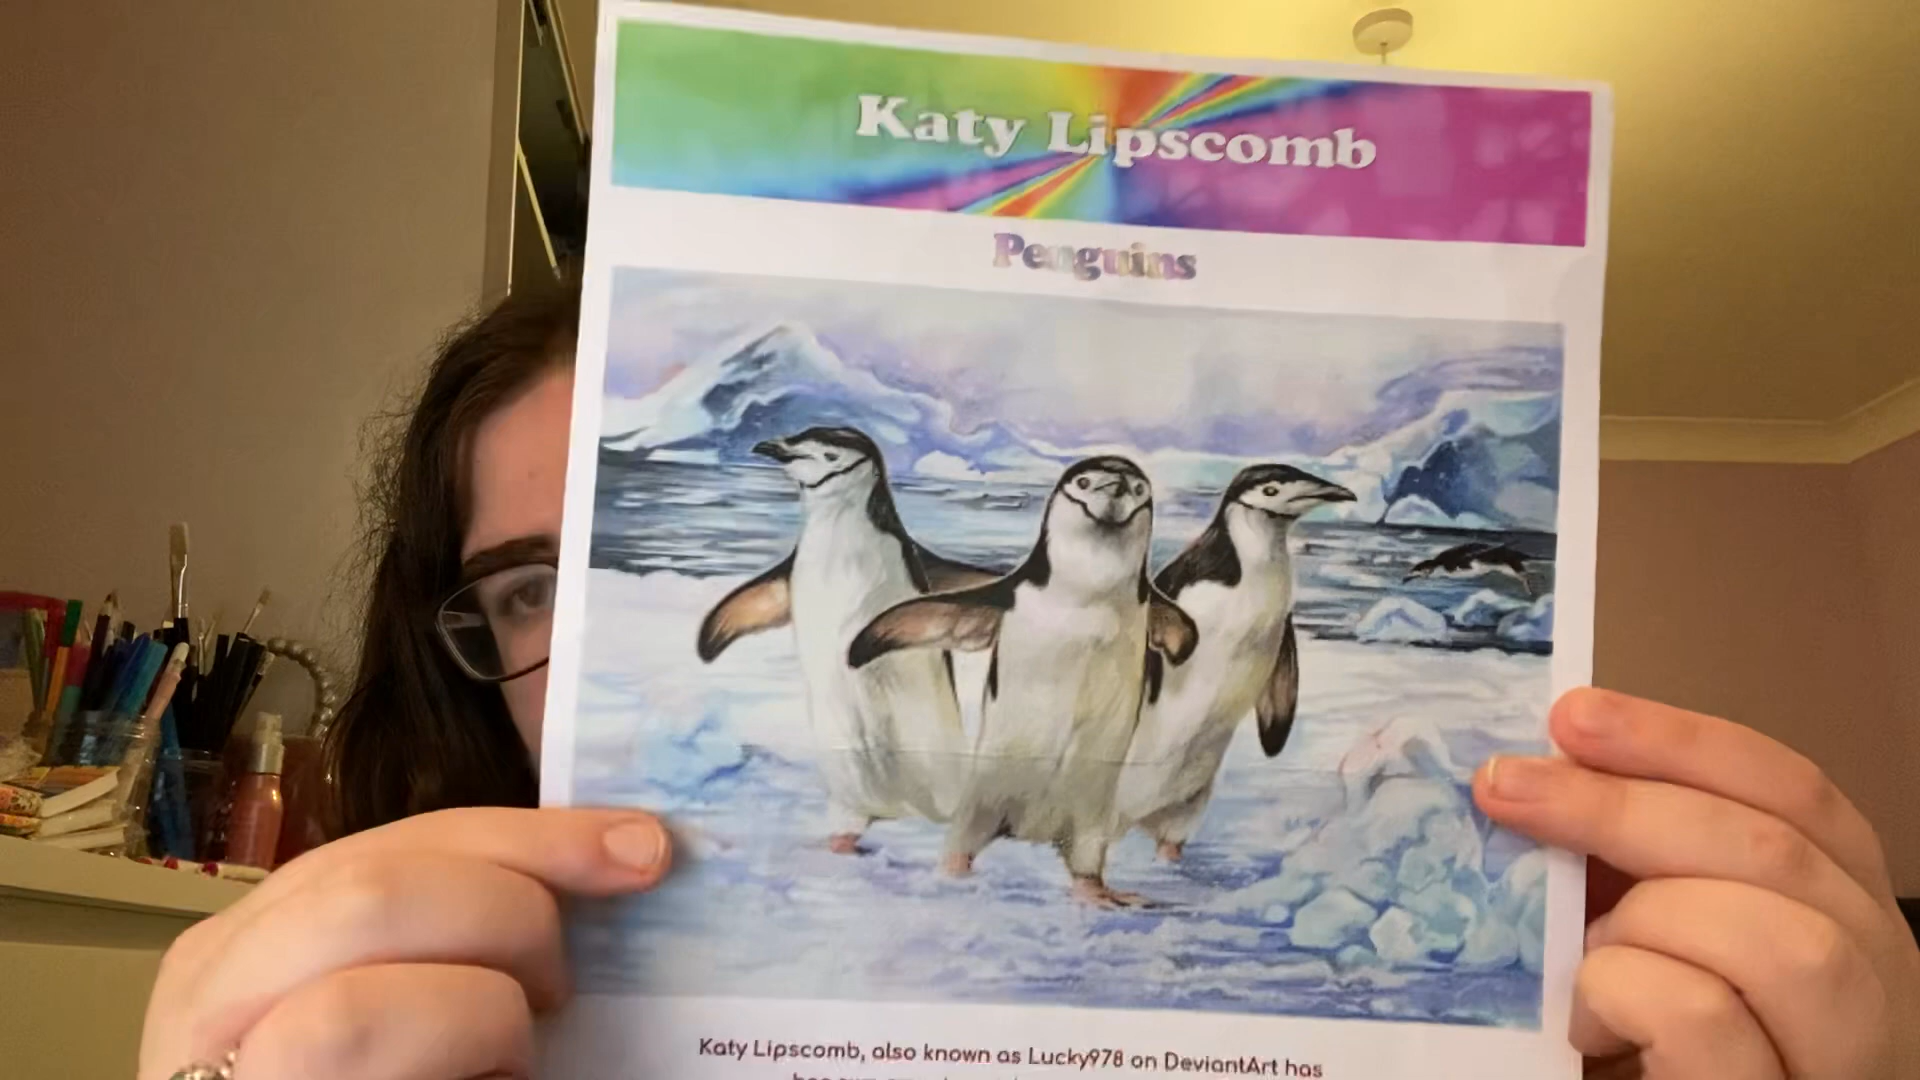 Katy Lipscomb
Penguins
Katy Lipscomb, also known as Lucky978 on DeviantArt has